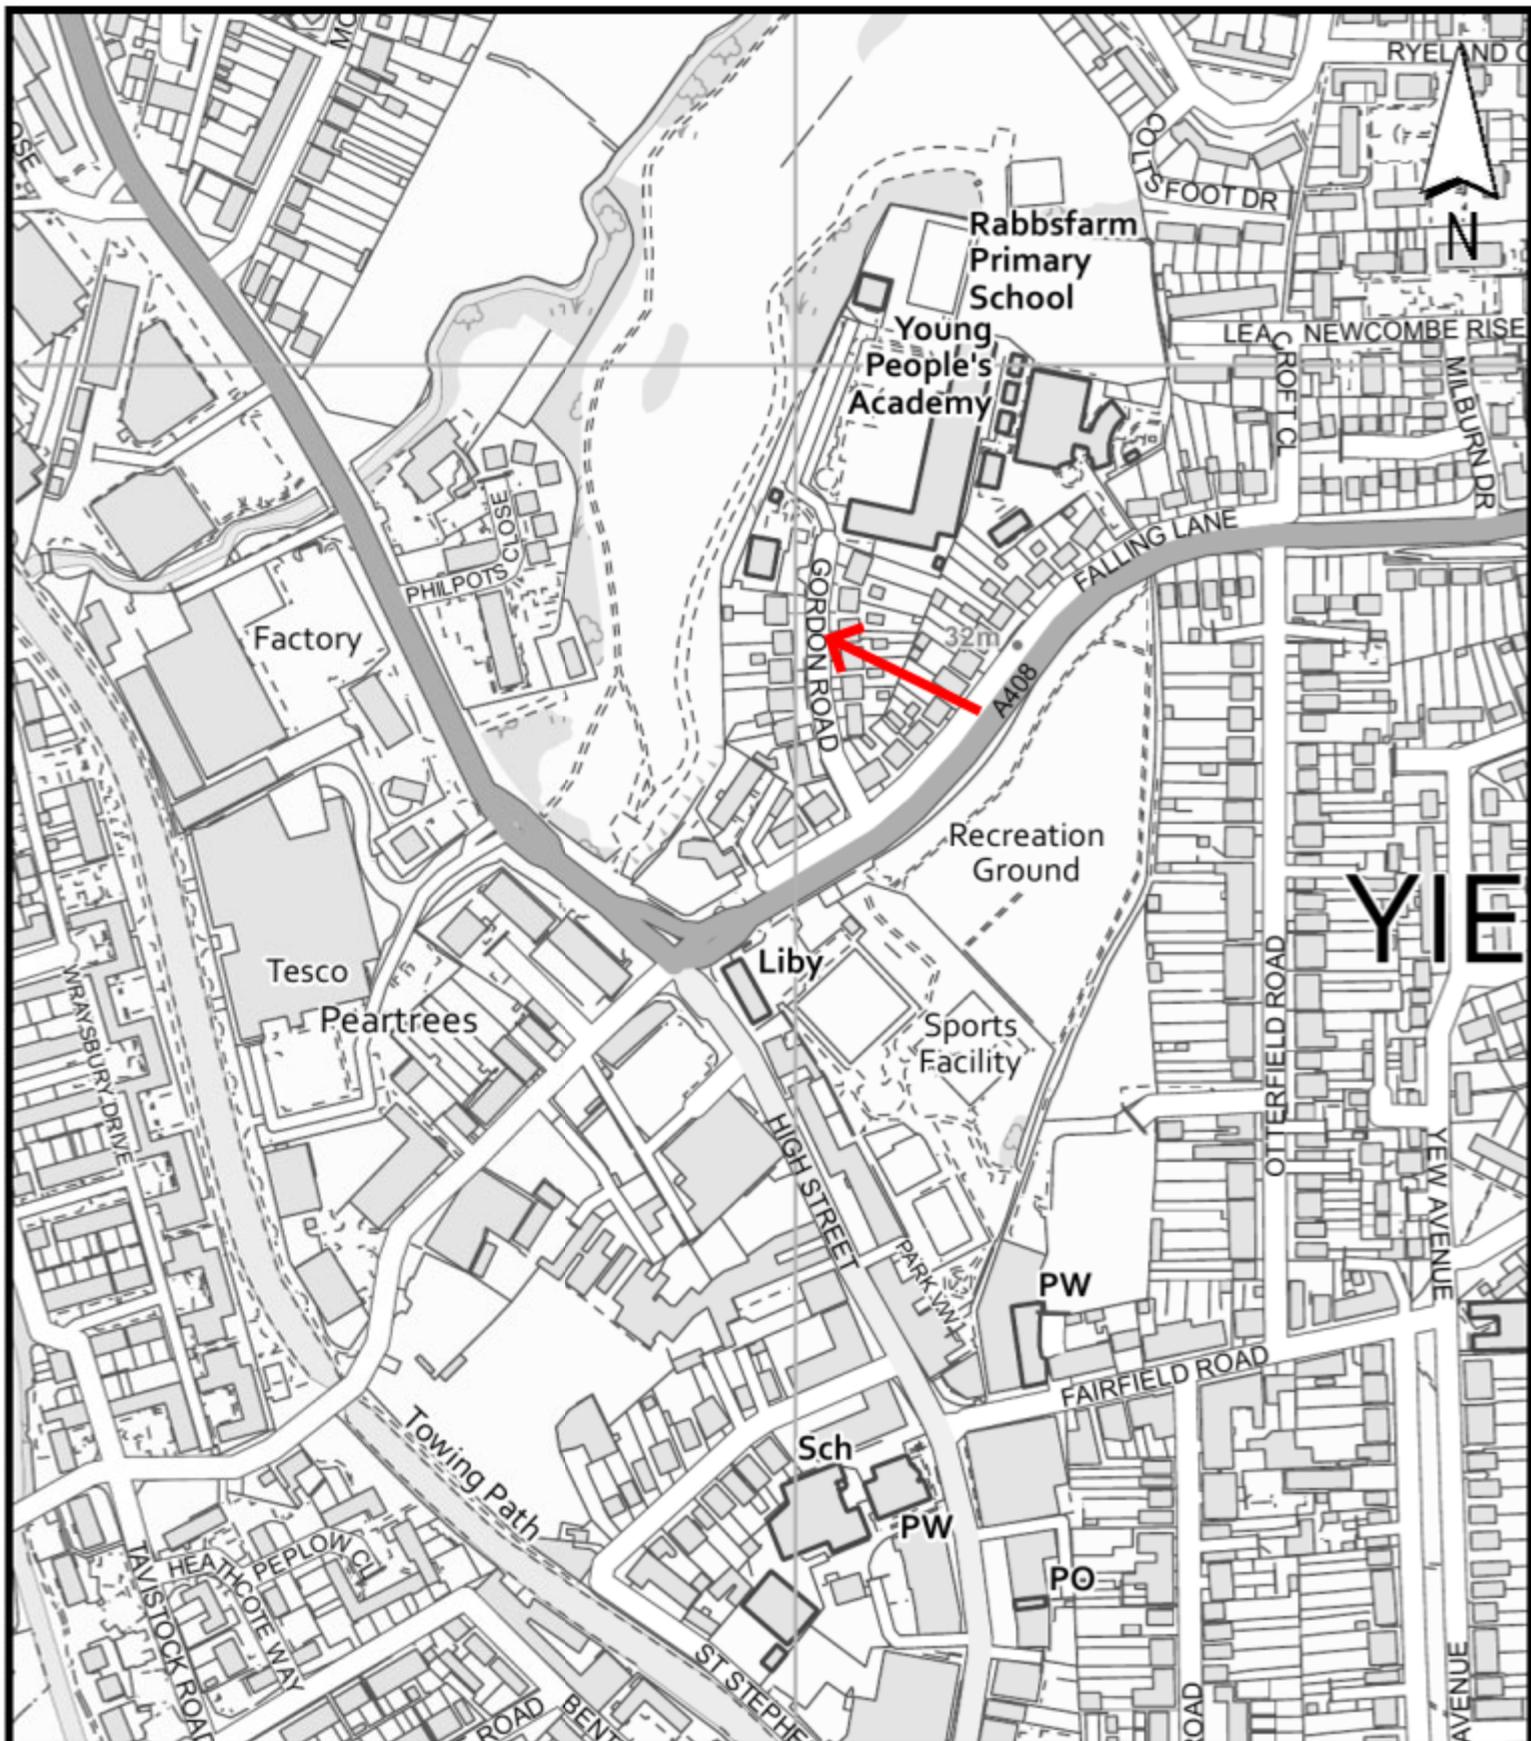 RYELAND
N
COLTS FOOT DR
Rabbsfarm
Primary
School
Young
People's
Academy
LEA
NEWCOMBE RISE
CROFT CL
MILBURN DR
FALLING LANE
PHILPOTS CLOSE
GORDON ROAD
Factory
32m
A408
Recreation
Ground
YIE
Liby
Tesco
Peartrees
WRAYSBURY DRIVE
Sports
Facility
OTTERFIELD ROAD
HIGH STREET
YEW AVENUE
PARK VW
PW
FAIRFIELD ROAD
Towing Path
Sch
PW
PO
HEATHCOTE WAY
PEPLOW CL
TAVISTOCK ROAD
ST STEPHE
ROAD
BENT
ROAD
AVENUE